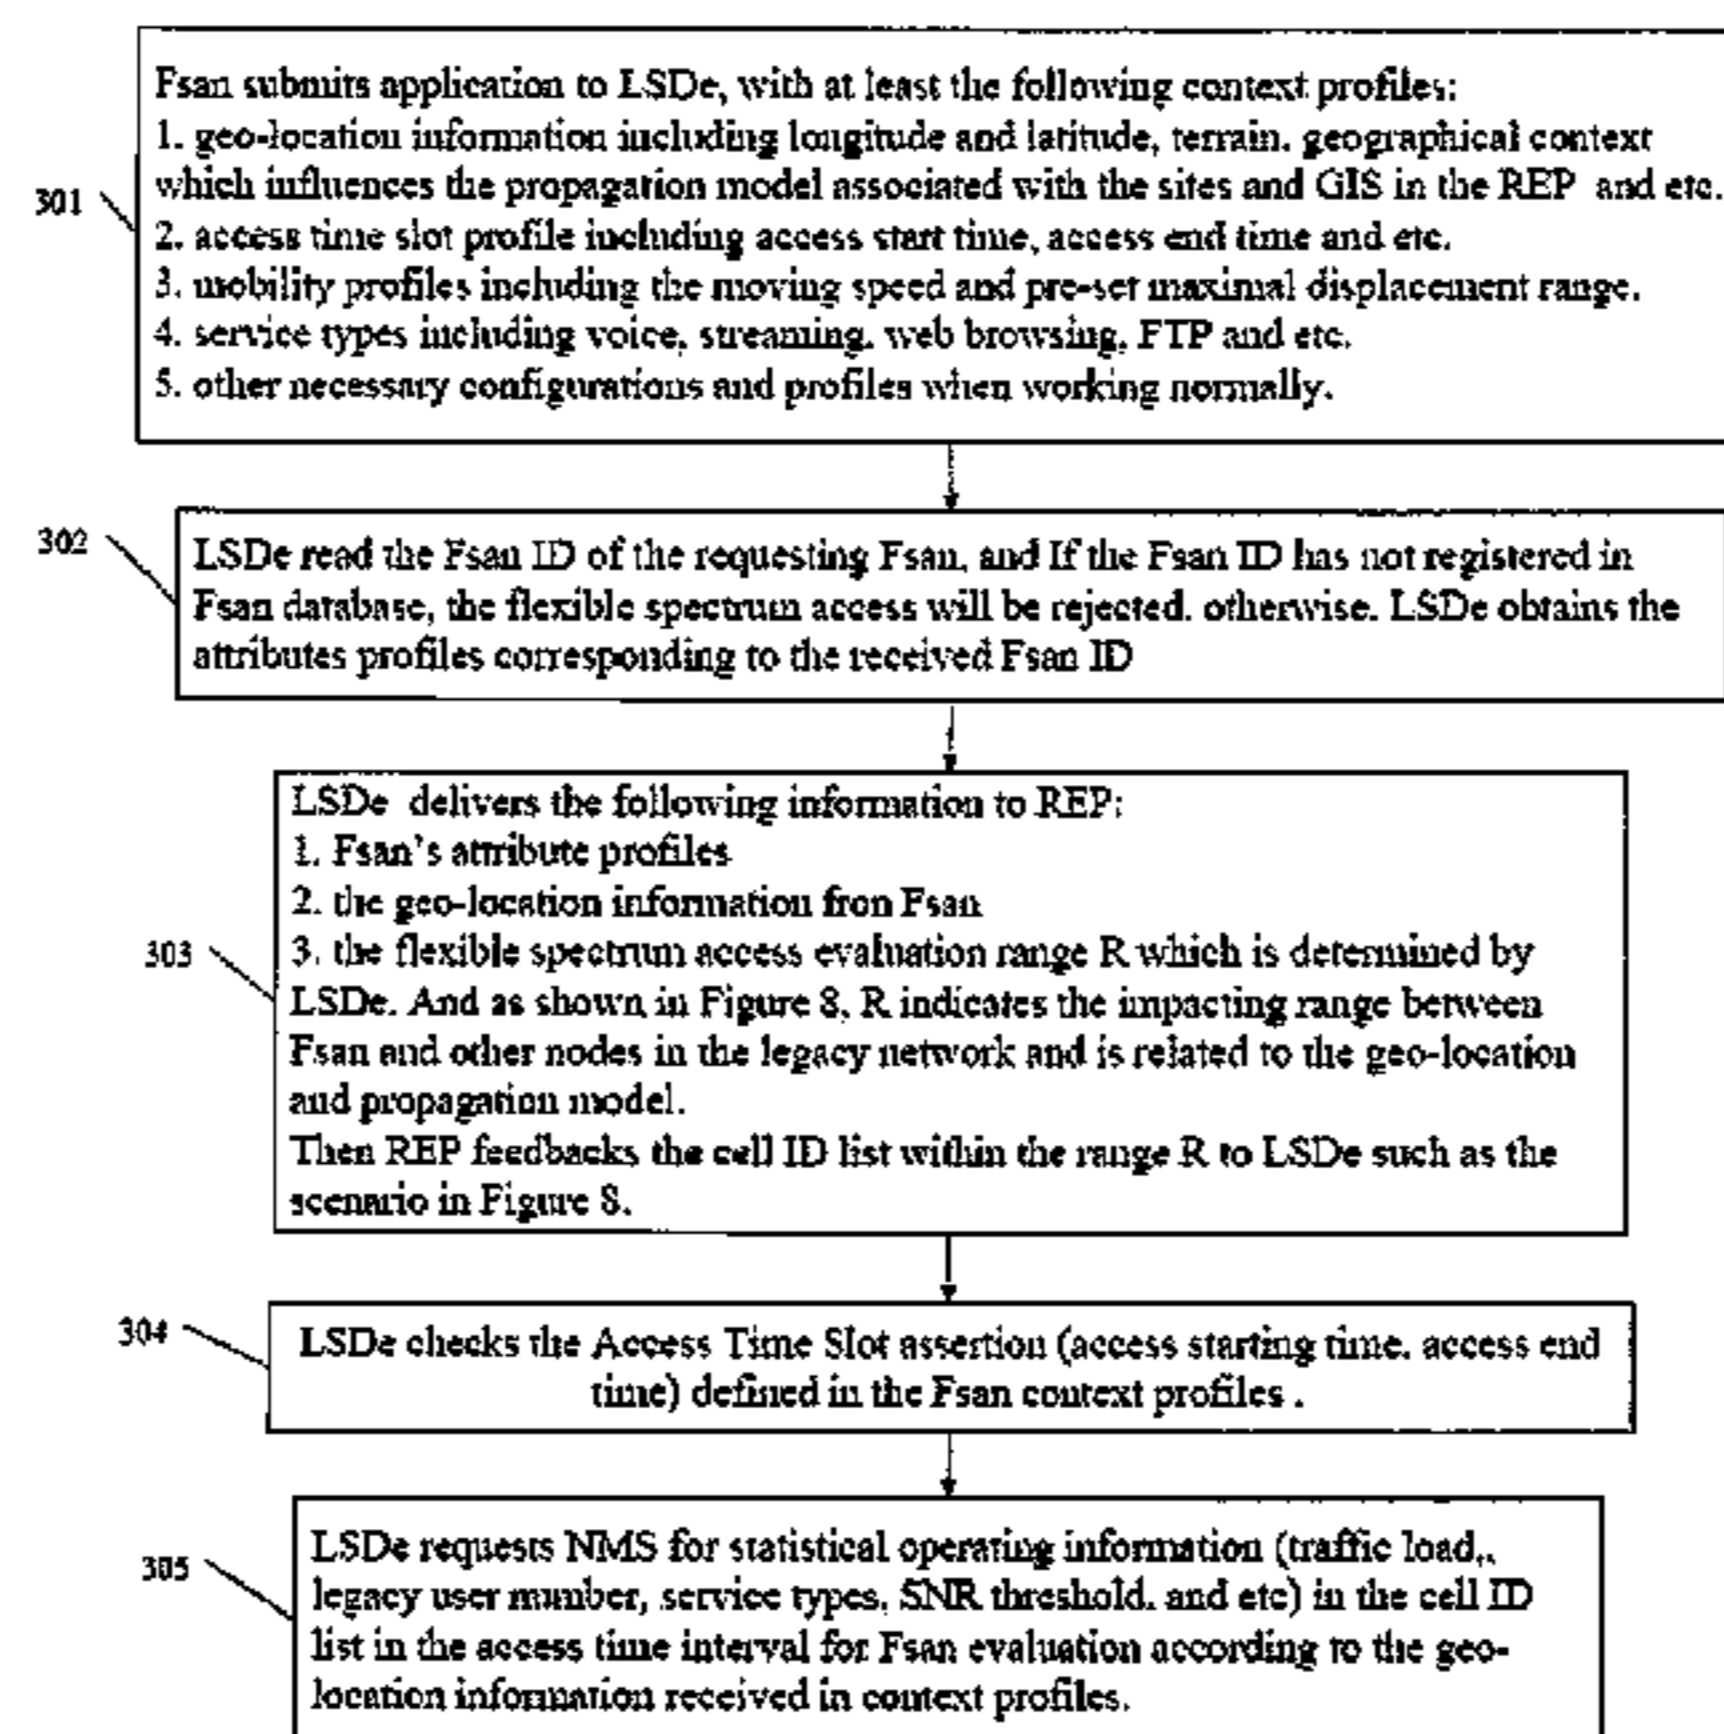 Fsan submits application to LSDe, with at least the following context profiles:
1. geo-location information including longitude and latitude, terrain. geographical context
which influences the propagation model associated with the sites and GIS in the REP and etc.
301
2. access time slot profile including access start time, access end time and etc.
3. mobility profiles including the moving speed and pre-set maximal displacement range.
4. service types including voice, streaming. web browsing, FTP and etc.
5. other necessary configurations and profiles when working normally.
302
LSDe read the Fsan ID of the requesting Fsan, and If the Fsan ID has not registered in
Fsan database, the flexible spectrum access will be rejected. otherwise. LSDe obtains the
attributes profiles corresponding to the received Fsan ID
LSDe delivers the following information to REP:
1. Fsan's attribute profiles
2. the geo-location information fron Fsan
303
3. the flexible spectrum access evaluation range R which is determined by
LSDe. And as shown in Figure 8, R indicates the impacting range between
Fsan and other nodes in the legacy network and is related to the geo-location
and propagation model.
Then REP feedbacks the cell ID list within the range R to LSDe such as the
scenario in Figure 8.
304
LSDe checks the Access Time Slot assertion (access starting time. access end
time) defined in the Fsan context profiles .
305
LSDe requests NMS for statistical operating information (traffic load,,
legacy user number, service types, SNR threshold. and etc) in the cell ID
list in the access time interval for Fsan evaluation according to the geo-
location information received in context profiles.